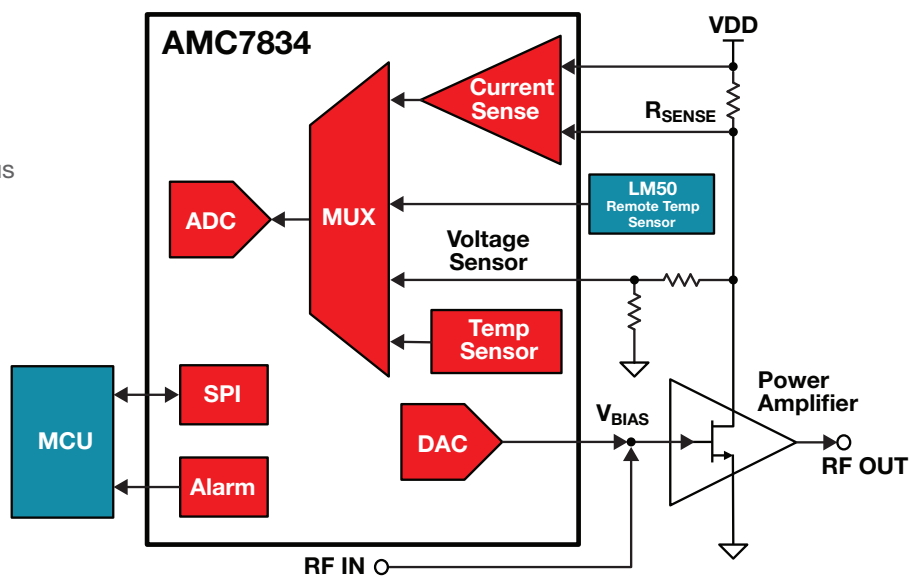 AMC7834
VDD
Current
Sense
RSENSE
us
LM50
Remote Temp
Sensor
ADC
MUX
Voltage
Sensor
Temp
Sensor
Power
Amplifier
SPI
MCU
VBIAS
DAC
RF OUT
Alarm
RF IN